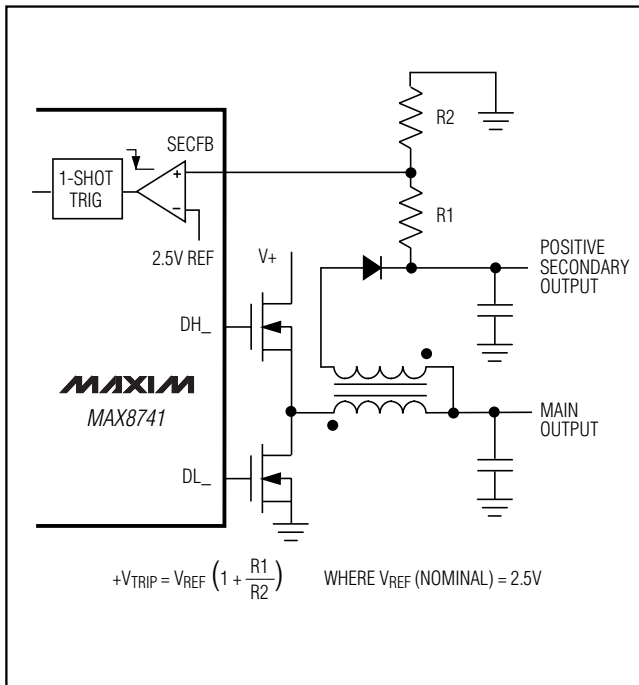 R2
SECFB
1-SHOT
TRIG
+
−
R1
2.5V REF
V+
POSITIVE
SECONDARY
OUTPUT
DH_
MAXIM
MAX8741
MAIN
OUTPUT
DL_
+VTRIP = VREF (1 + R1/R2) WHERE VREF (NOMINAL) = 2.5V